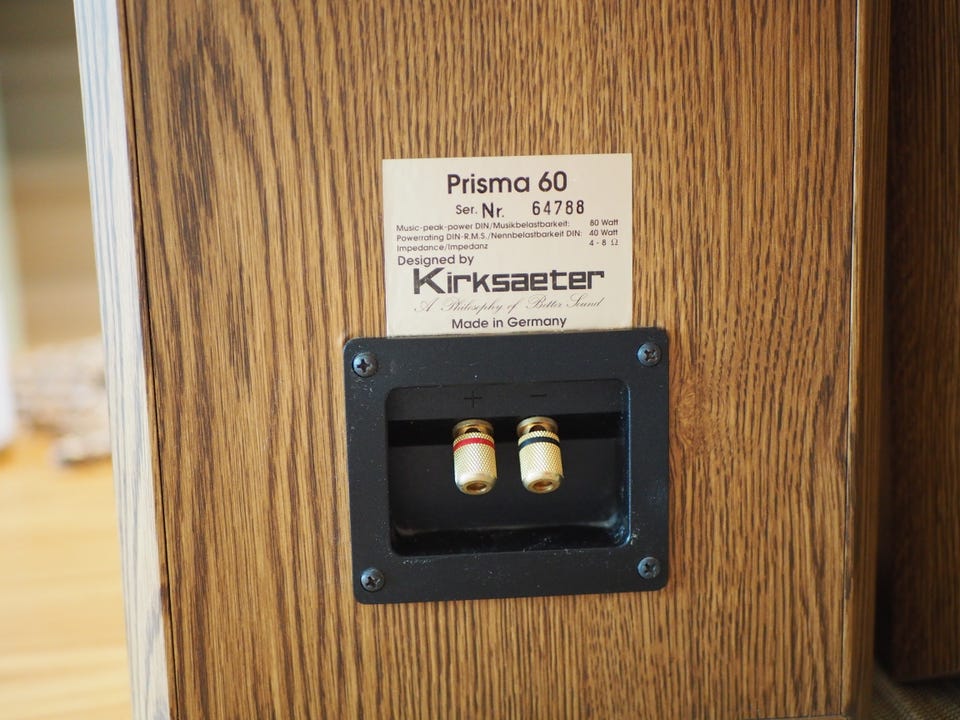 Prisma 60
Ser. Nr. 64788
Music-peak-power DIN/Musikbelastbarkeit: 80 Watt
Powerrating DIN-R.M.S./Nennbelastbarkeit DIN: 40 Watt
Impedance/Impedanz 4 - 8 Ω
Designed by
Kirksaeter
A Philosophy of Better Sound
Made in Germany
+ −